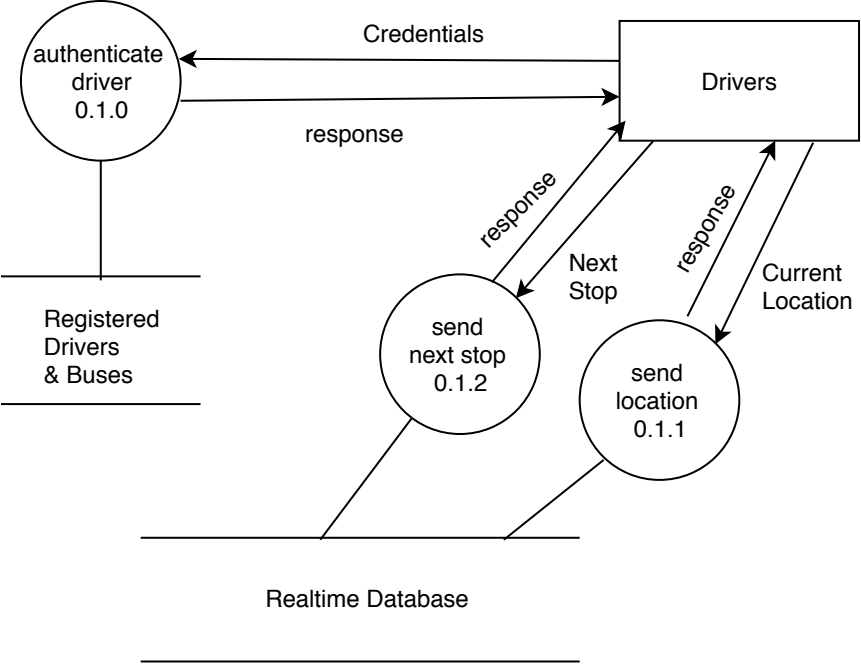 Credentials
authenticate
driver
0.1.0
Drivers
response
response
response
Next
Stop
Current
Location
Registered
Drivers
& Buses
send
next stop
0.1.2
send
location
0.1.1
Realtime Database